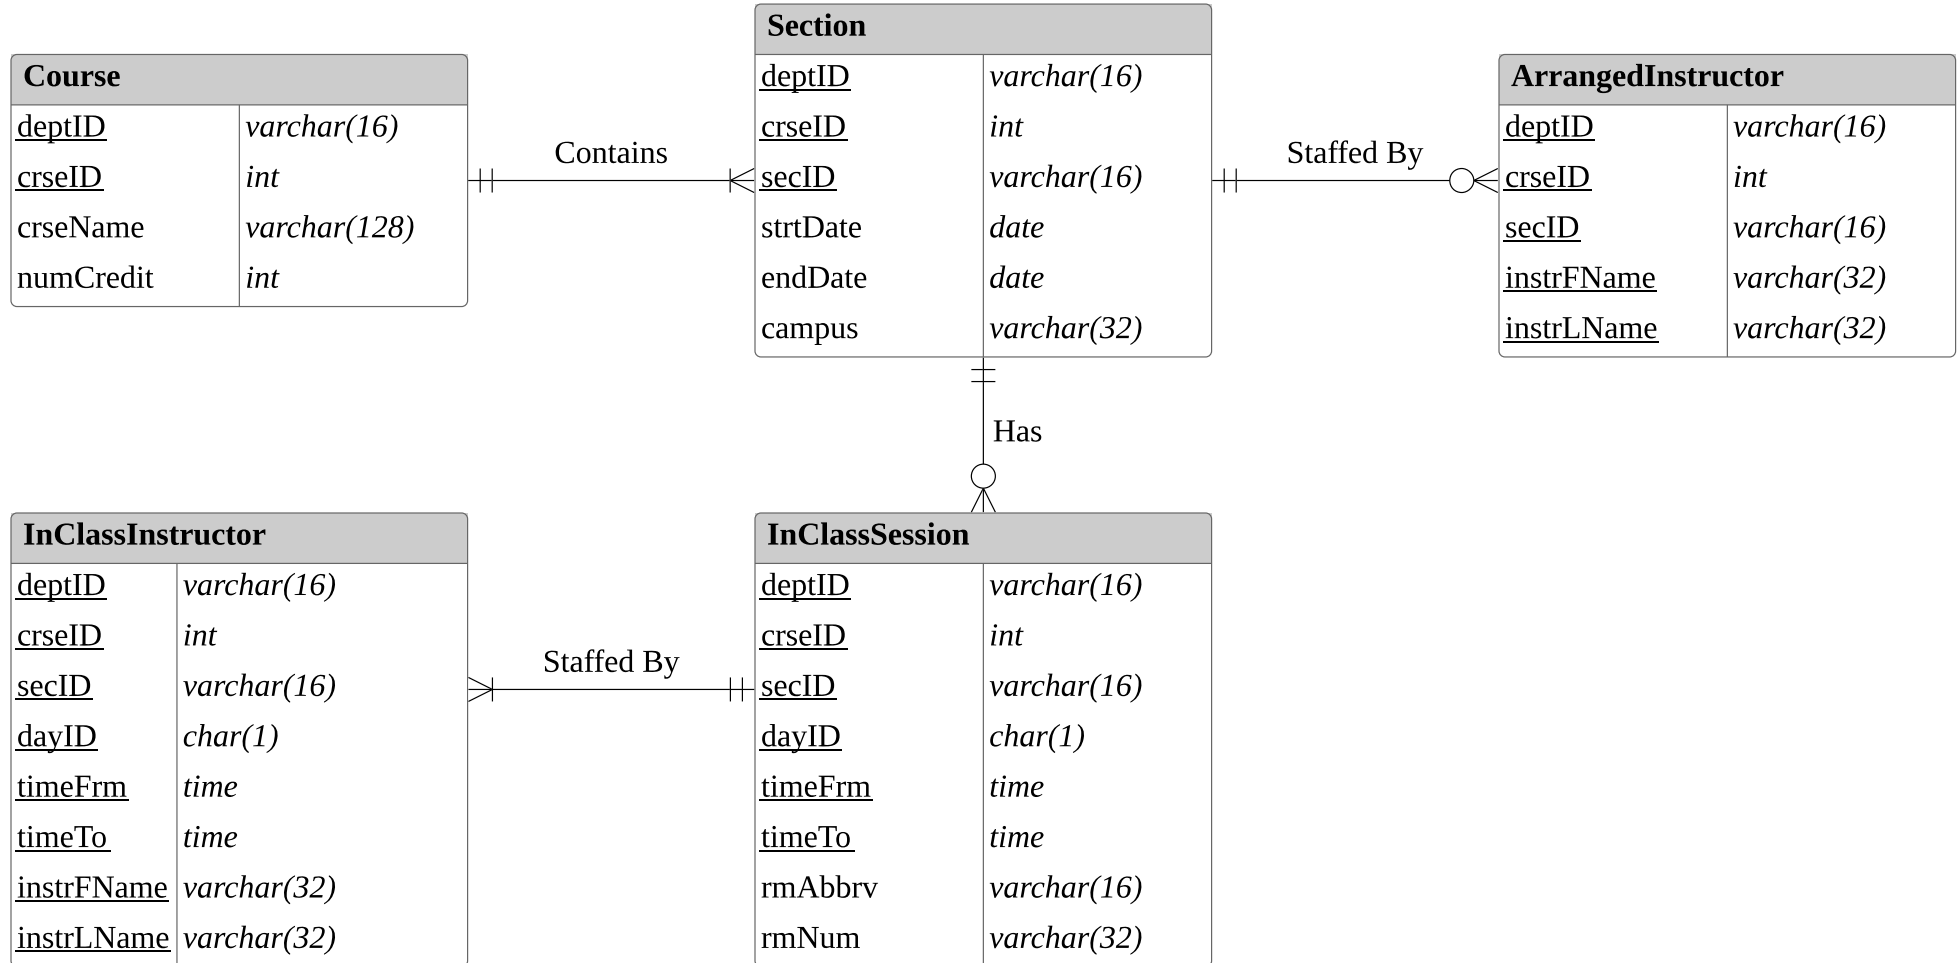 Section
deptID varchar(16)
crseID int
secID varchar(16)
strtDate date
endDate date
campus varchar(32)
Course
deptID varchar(16)
crseID int
crseName varchar(128)
numCredit int
Contains
Staffed By
ArrangedInstructor
deptID varchar(16)
crseID int
secID varchar(16)
instrFName varchar(32)
instrLName varchar(32)
Has
InClassInstructor
deptID varchar(16)
crseID int
secID varchar(16)
dayID char(1)
timeFrm time
timeTo time
instrFName varchar(32)
instrLName varchar(32)
Staffed By
InClassSession
deptID varchar(16)
crseID int
secID varchar(16)
dayID char(1)
timeFrm time
timeTo time
rmAbbrv varchar(16)
rmNum varchar(32)